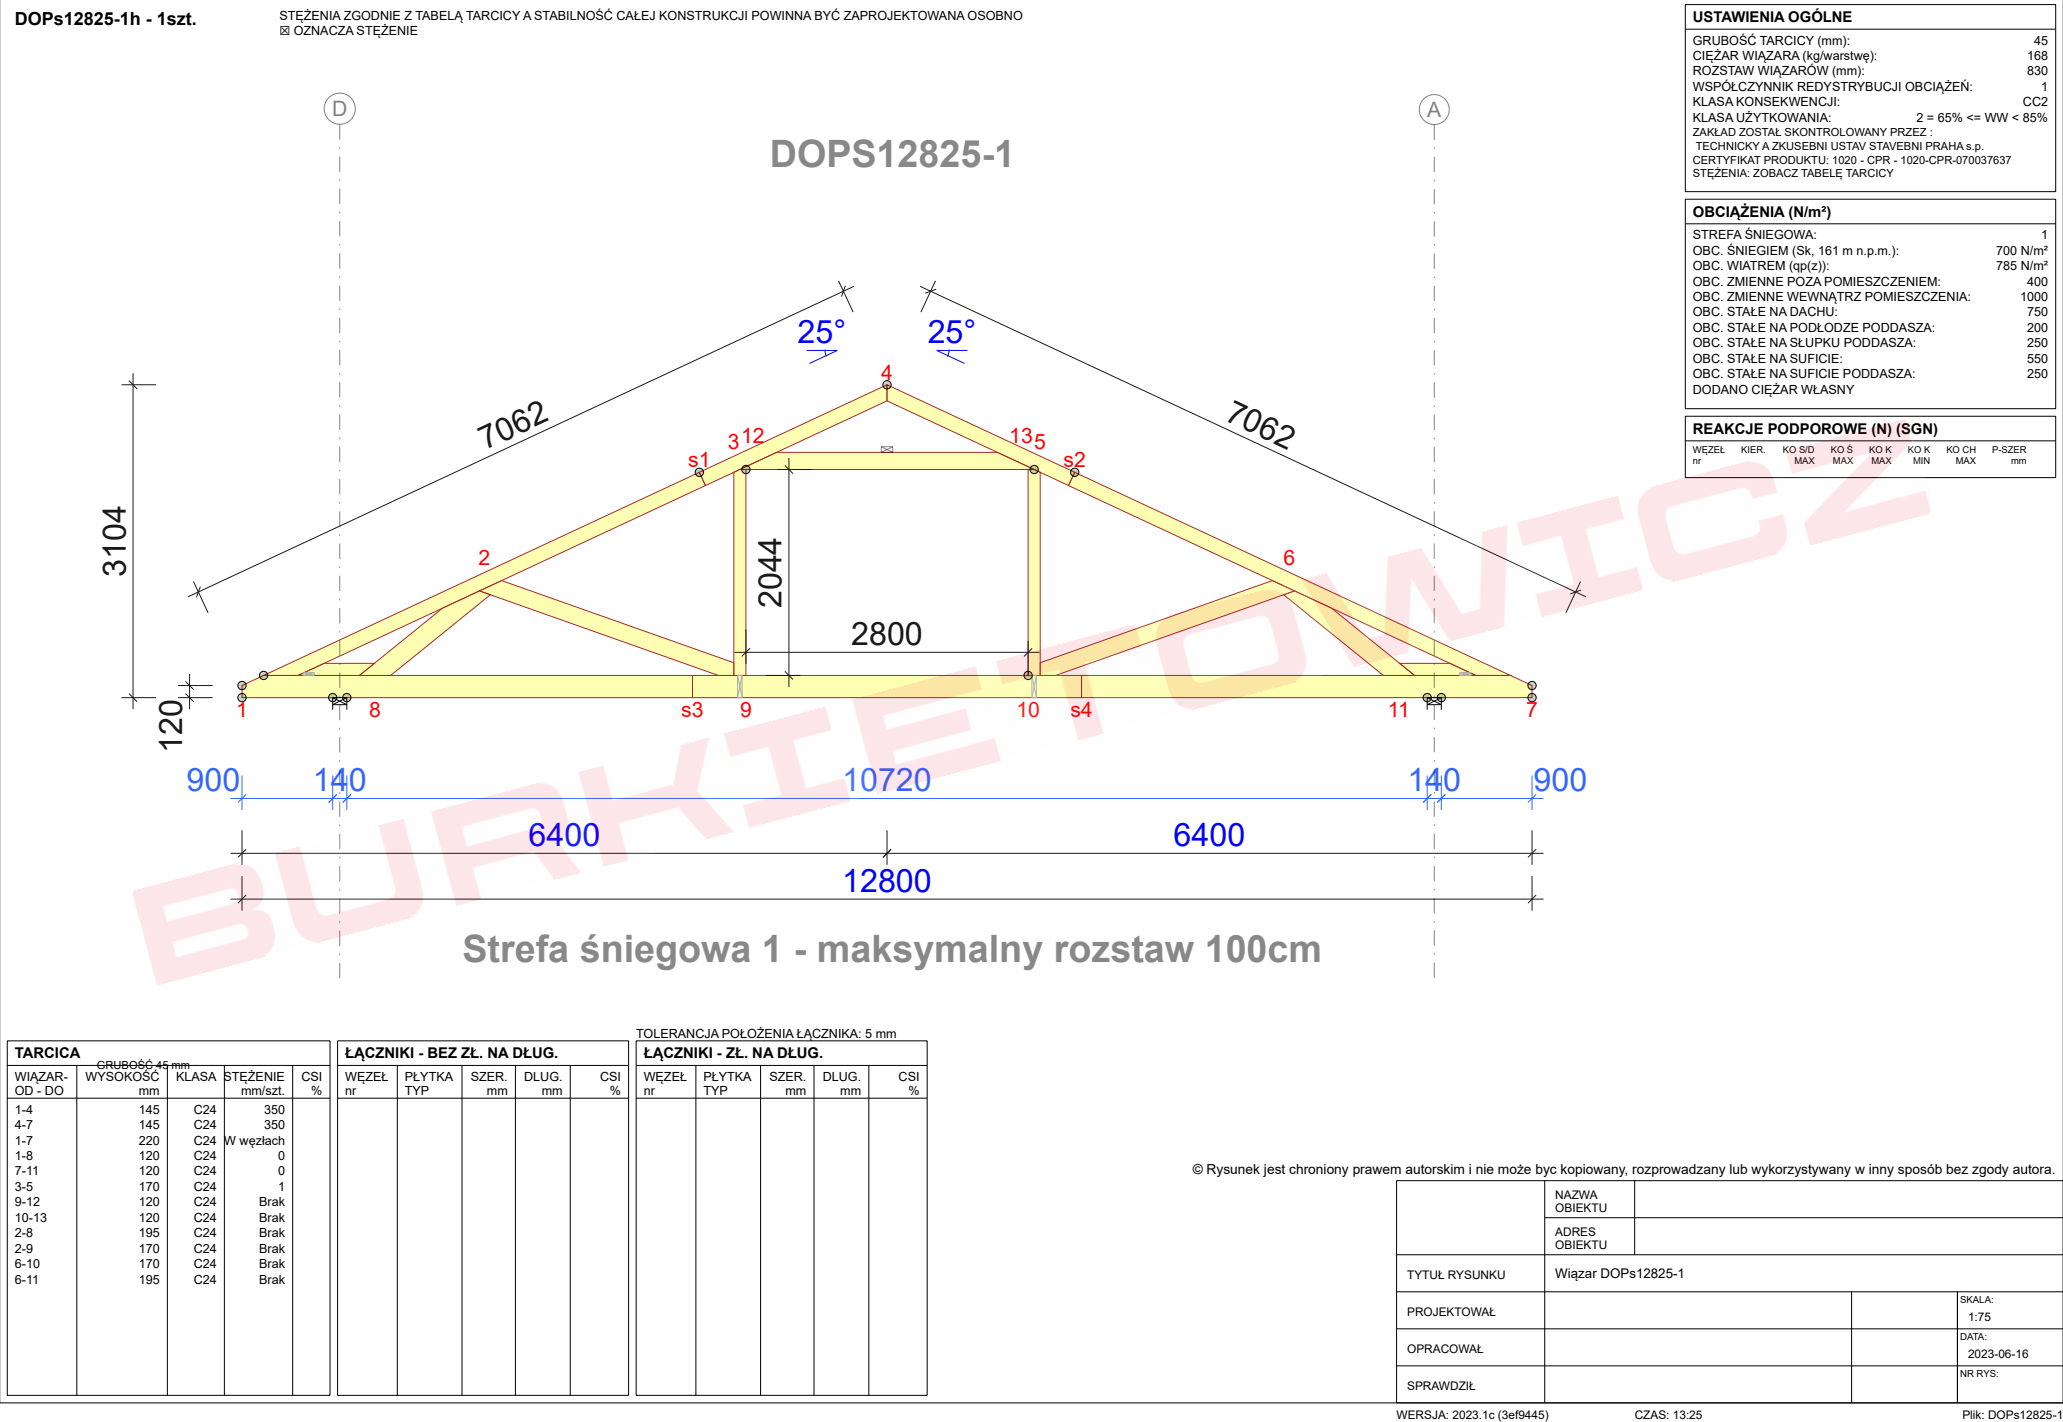 DOPs12825-1h - 1szt.
STĘŻENIA ZGODNIE Z TABELĄ TARCICY A STABILNOŚĆ CAŁEJ KONSTRUKCJI POWINNA BYĆ ZAPROJEKTOWANA OSOBNO
☒ OZNACZA STĘŻENIE
USTAWIENIA OGÓLNE
GRUBOŚĆ TARCICY (mm): 45
CIĘŻAR WIĄZARA (kg/warstwę): 168
ROZSTAW WIĄZARÓW (mm): 830
WSPÓŁCZYNNIK REDYSTRYBUCJI OBCIĄŻEŃ: 1
KLASA KONSEKWENCJI: CC2
KLASA UŻYTKOWANIA: 2 = 65% <= WW < 85%
ZAKŁAD ZOSTAŁ SKONTROLOWANY PRZEZ :
TECHNICKY A ZKUSEBNI USTAV STAVEBNI PRAHA s.p.
CERTYFIKAT PRODUKTU: 1020 - CPR - 1020-CPR-070037637
STĘŻENIA: ZOBACZ TABELĘ TARCICY
OBCIĄŻENIA (N/m²)
STREFA ŚNIEGOWA: 1
OBC. ŚNIEGIEM (Sk, 161 m n.p.m.): 700 N/m²
OBC. WIATREM (qp(z)): 785 N/m²
OBC. ZMIENNE POZA POMIESZCZENIEM: 400
OBC. ZMIENNE WEWNĄTRZ POMIESZCZENIA: 1000
OBC. STAŁE NA DACHU: 750
OBC. STAŁE NA PODŁODZE PODDASZA: 200
OBC. STAŁE NA SŁUPKU PODDASZA: 250
OBC. STAŁE NA SUFICIE: 550
OBC. STAŁE NA SUFICIE PODDASZA: 250
DODANO CIĘŻAR WŁASNY
REAKCJE PODPOROWE (N) (SGN)
WĘZEŁ KIER. KO S/D KO Ś KO K KO K KO CH P-SZER
nr MAX MAX MAX MIN MAX mm
D
A
DOPS12825-1
25° 25°
4
7062 7062
3 12 13 5
s1 s2
3104
2044
2 6
2800
120
1 8 s3 9 10 s4 11 7
900 140 10720 140 900
6400 6400
12800
BURKIETOWICZ
Strefa śniegowa 1 - maksymalny rozstaw 100cm
TOLERANCJA POŁOŻENIA ŁĄCZNIKA: 5 mm
TARCICA
GRUBOŚĆ 45 mm
WIĄZAR- WYSOKOŚĆ KLASA STĘŻENIE CSI
OD - DO mm mm/szt. %
1-4 145 C24 350
4-7 145 C24 350
1-7 220 C24 W węzłach
1-8 120 C24 0
7-11 120 C24 0
3-5 170 C24 1
9-12 120 C24 Brak
10-13 120 C24 Brak
2-8 195 C24 Brak
2-9 170 C24 Brak
6-10 170 C24 Brak
6-11 195 C24 Brak
ŁĄCZNIKI - BEZ ZŁ. NA DŁUG.
WĘZEŁ PŁYTKA SZER. DLUG. CSI
nr TYP mm mm %
ŁĄCZNIKI - ZŁ. NA DŁUG.
WĘZEŁ PŁYTKA SZER. DLUG. CSI
nr TYP mm mm %
© Rysunek jest chroniony prawem autorskim i nie może byc kopiowany, rozprowadzany lub wykorzystywany w inny sposób bez zgody autora.
NAZWA
OBIEKTU
ADRES
OBIEKTU
TYTUŁ RYSUNKU Wiązar DOPs12825-1
PROJEKTOWAŁ
SKALA:
1:75
OPRACOWAŁ
DATA:
2023-06-16
SPRAWDZIŁ
NR RYS:
WERSJA: 2023.1c (3ef9445) CZAS: 13:25 Plik: DOPs12825-1